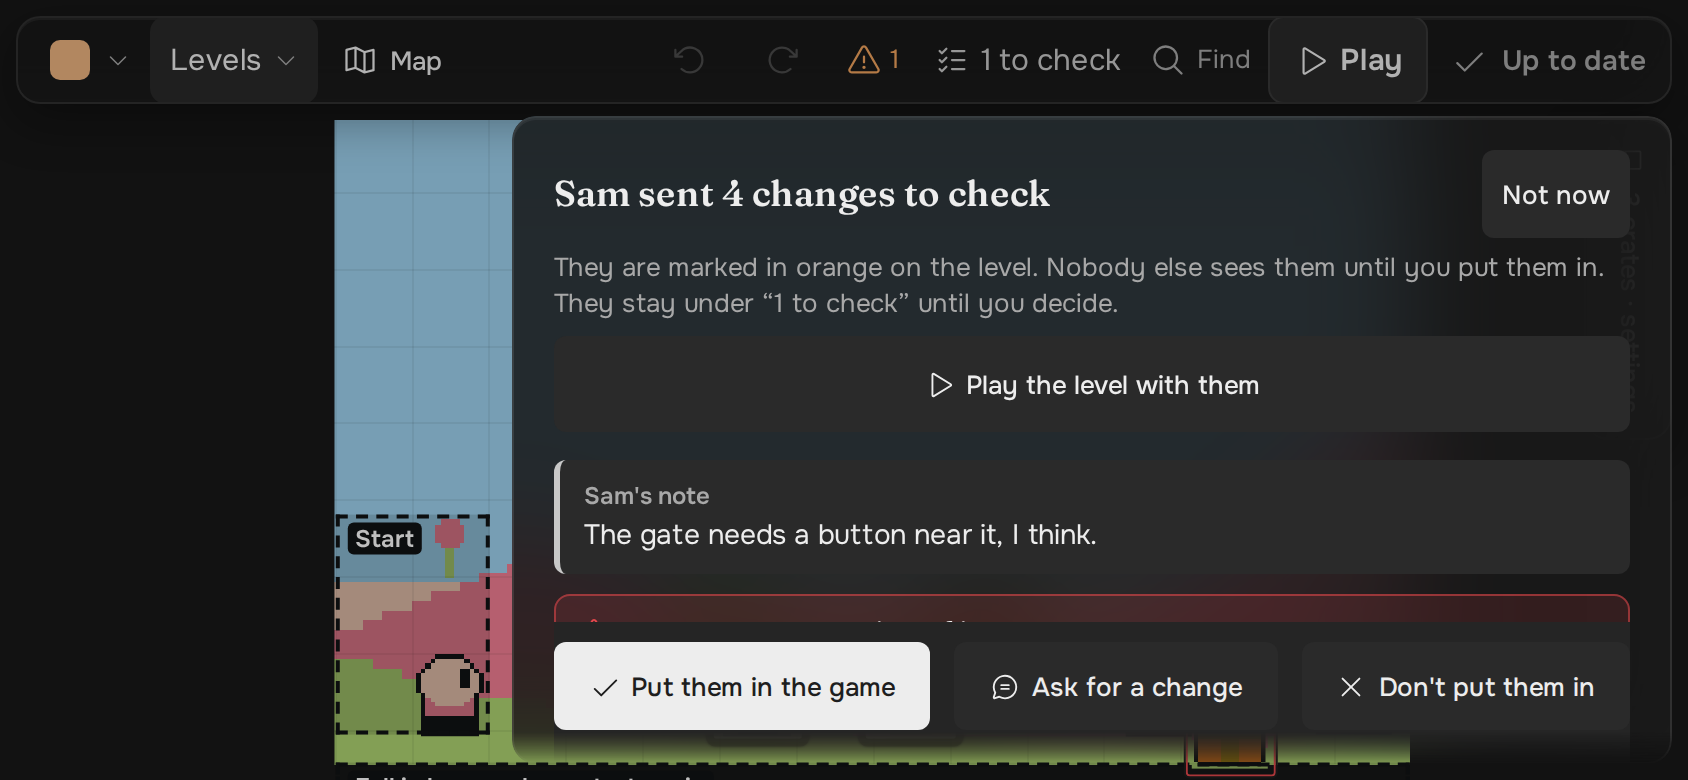 Levels
Map
1
1 to check
Find
Play
Up to date
Sam sent 4 changes to check
Not now
They are marked in orange on the level. Nobody else sees them until you put them in.
They stay under “1 to check” until you decide.
Play the level with them
Sam's note
The gate needs a button near it, I think.
Start
Put them in the game
Ask for a change
Don't put them in